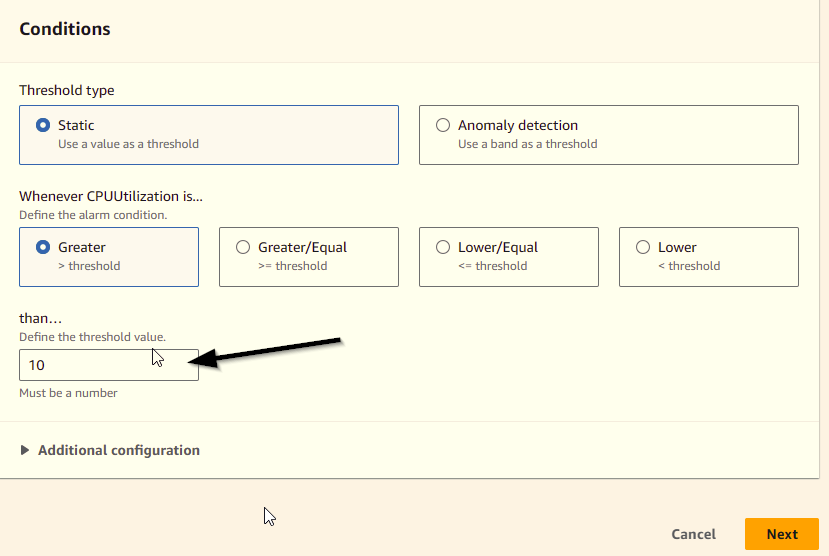 Conditions
Threshold type
Static
Use a value as a threshold
Anomaly detection
Use a band as a threshold
Whenever CPUUtilization is...
Define the alarm condition.
Greater
> threshold
Greater/Equal
>= threshold
Lower/Equal
<= threshold
Lower
< threshold
than...
Define the threshold value.
10
Must be a number
Additional configuration
Cancel
Next